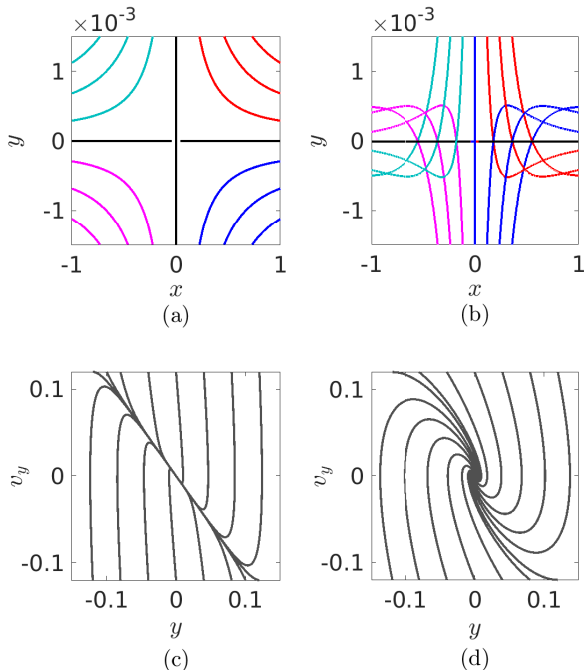 ×10⁻³ ×10⁻³
1 1
y 0 y 0
-1 -1
-1 0 1 -1 0 1
x x
(a) (b)
0.1 0.1
v_y 0 v_y 0
-0.1 -0.1
-0.1 0 0.1 -0.1 0 0.1
y y
(c) (d)